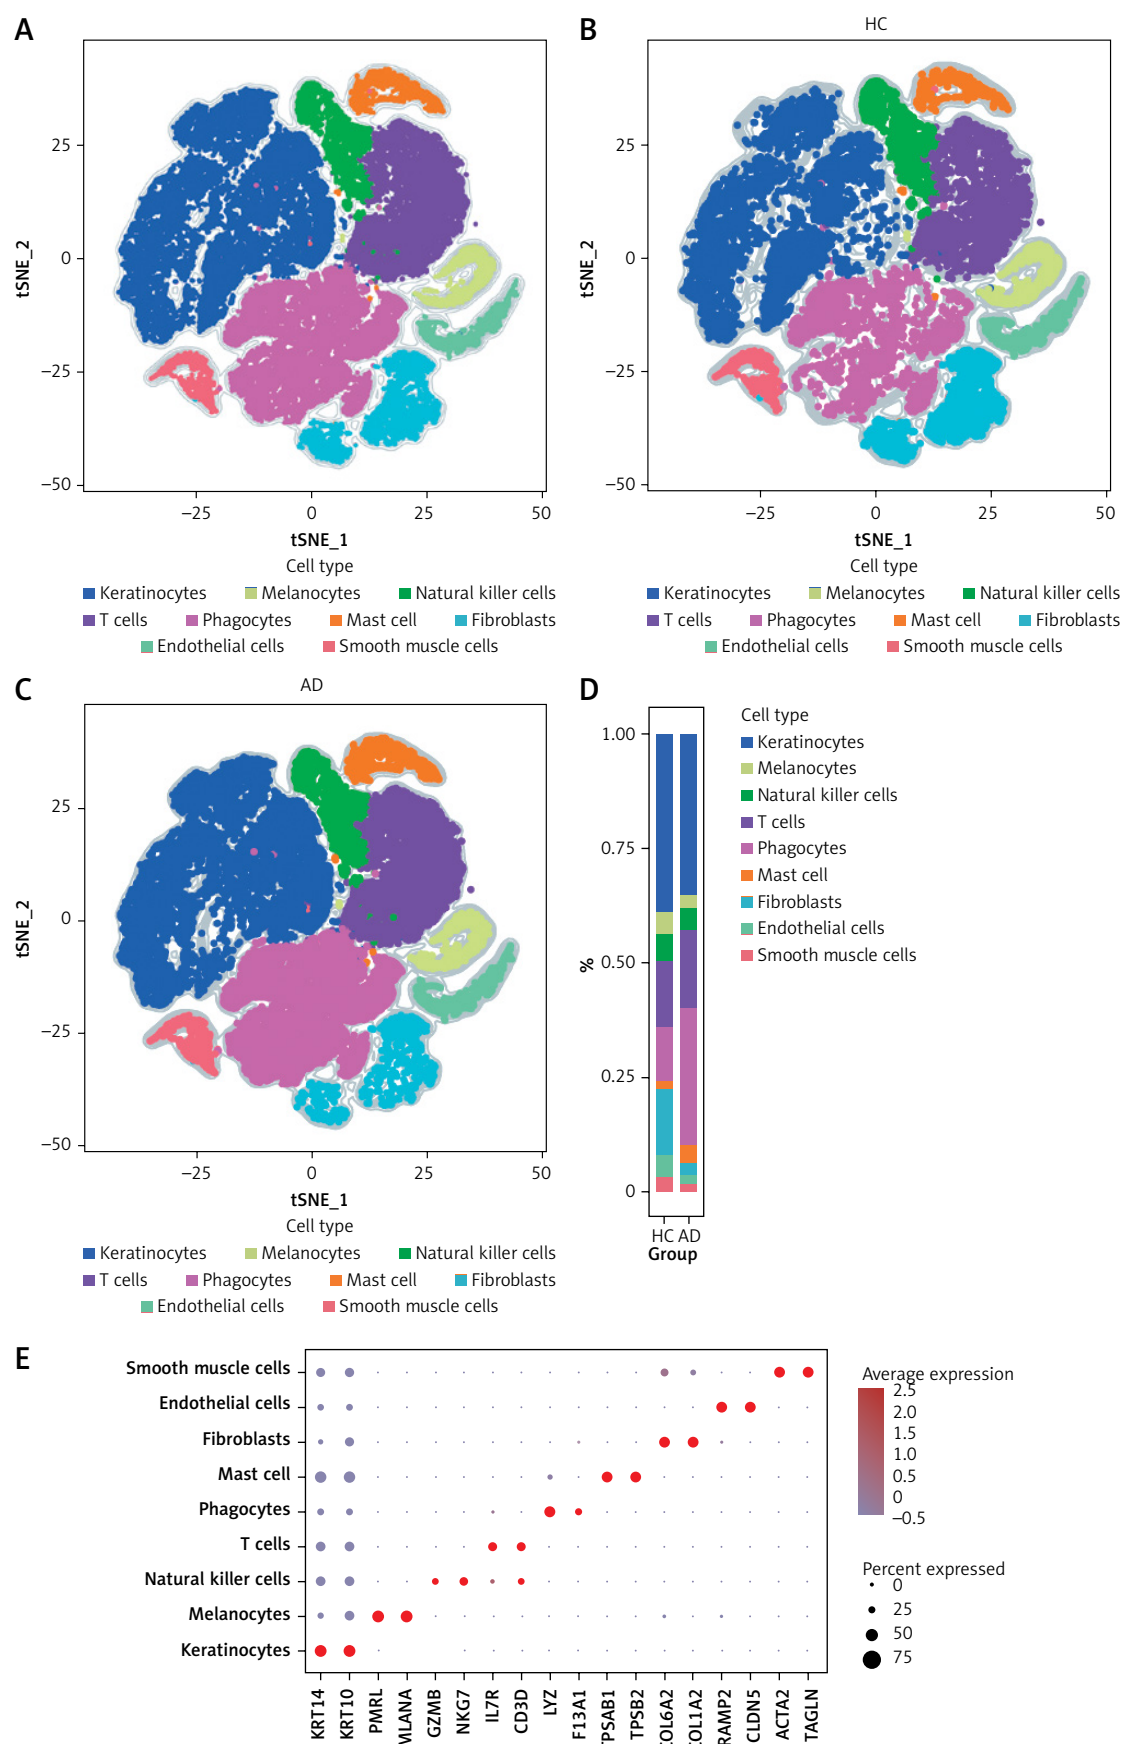 A
25
0
−25
−50
tSNE_2
−25 0 25 50
tSNE_1
Cell type
Keratinocytes Melanocytes Natural killer cells
T cells Phagocytes Mast cell Fibroblasts
Endothelial cells Smooth muscle cells
B
HC
25
0
−25
−50
tSNE_2
−25 0 25 50
tSNE_1
Cell type
Keratinocytes Melanocytes Natural killer cells
T cells Phagocytes Mast cell Fibroblasts
Endothelial cells Smooth muscle cells
C
AD
25
0
−25
−50
tSNE_2
−25 0 25 50
tSNE_1
Cell type
Keratinocytes Melanocytes Natural killer cells
T cells Phagocytes Mast cell Fibroblasts
Endothelial cells Smooth muscle cells
D
1.00
0.75
0.50
0.25
0
%
HC AD
Group
Cell type
Keratinocytes
Melanocytes
Natural killer cells
T cells
Phagocytes
Mast cell
Fibroblasts
Endothelial cells
Smooth muscle cells
E
Smooth muscle cells
Endothelial cells
Fibroblasts
Mast cell
Phagocytes
T cells
Natural killer cells
Melanocytes
Keratinocytes
KRT14
KRT10
PMRL
MLANA
GZMB
NKG7
IL7R
CD3D
LYZ
F13A1
TPSAB1
TPSB2
COL6A2
COL1A2
RAMP2
CLDN5
ACTA2
TAGLN
Average expression
2.5
2.0
1.5
1.0
0.5
0
−0.5
Percent expressed
0
25
50
75